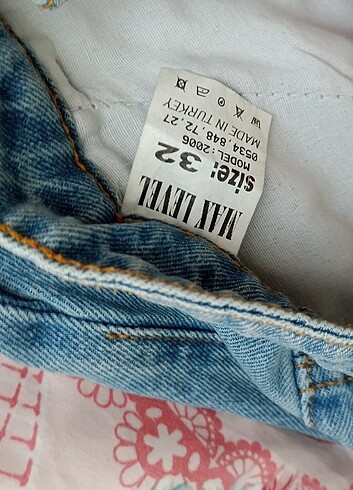 MAX LEVEL
Size: 32
MODEL : 2006
0534, 848, 72, 27
MADE IN TURKEY